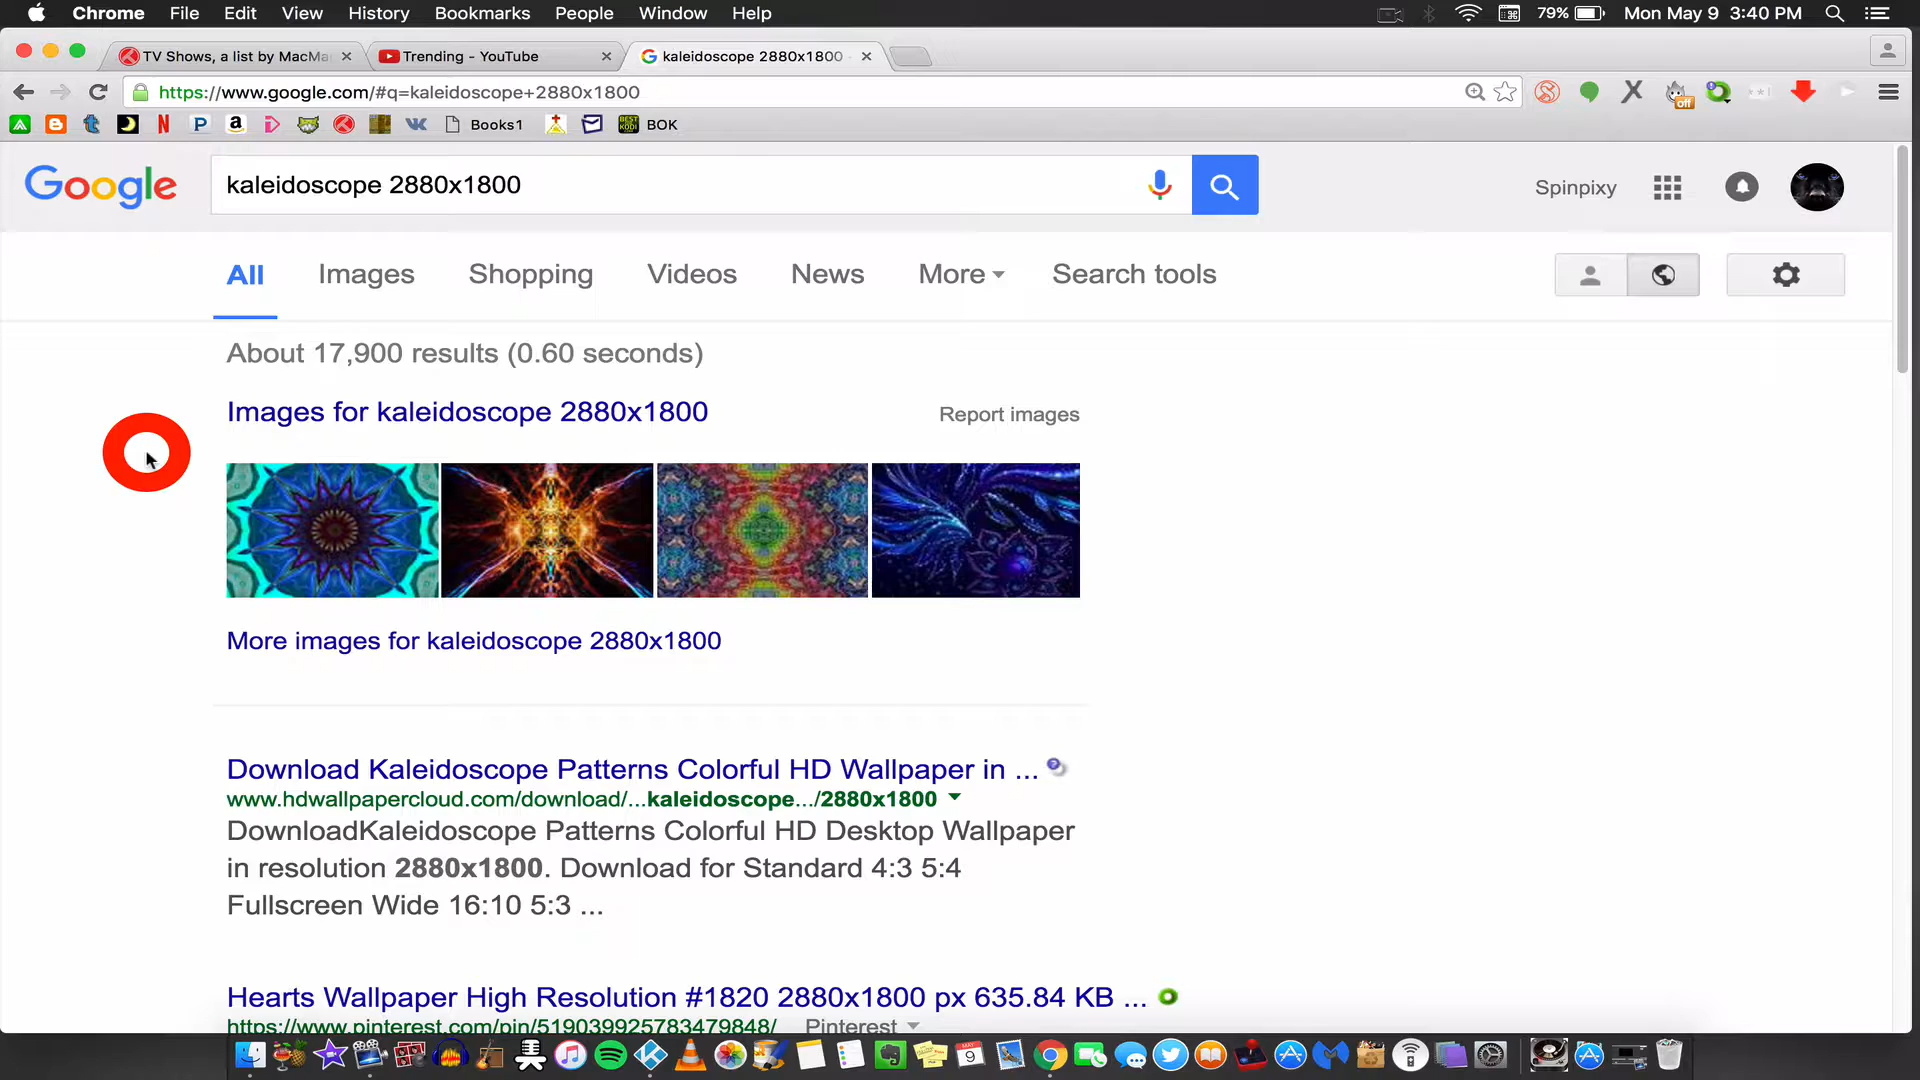 Chrome File Edit View History Bookmarks People Window Help 79% Mon May 9 3:40 PM
TV Shows, a list by MacMa Trending - YouTube kaleidoscope 2880x1800
https://www.google.com/#q=kaleidoscope+2880x1800
Books1 BOK
Google kaleidoscope 2880x1800 Spinpixy
All Images Shopping Videos News More Search tools
About 17,900 results (0.60 seconds)
Images for kaleidoscope 2880x1800 Report images
More images for kaleidoscope 2880x1800
Download Kaleidoscope Patterns Colorful HD Wallpaper in ...
www.hdwallpapercloud.com/download/...kaleidoscope.../2880x1800
DownloadKaleidoscope Patterns Colorful HD Desktop Wallpaper
in resolution 2880x1800. Download for Standard 4:3 5:4
Fullscreen Wide 16:10 5:3 ...
Hearts Wallpaper High Resolution #1820 2880x1800 px 635.84 KB ...
https://www.pinterest.com/pin/519039925783479848/ Pinterest